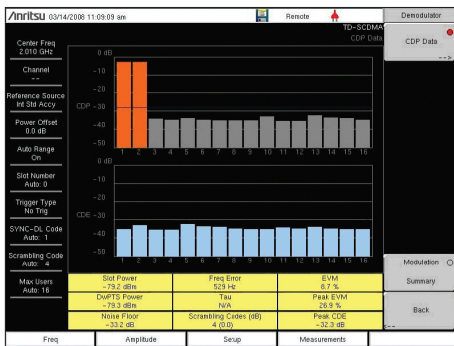 Anritsu 03/14/2008 11:09:09 am
Remote
Demodulator
TD-SCDMA
CDP Data
CDP Data
-->
Center Freq
2.010 GHz
Channel
--
Reference Source
Int Std Accy
Power Offset
0.0 dB
Auto Range
On
Slot Number
Auto: 0
Trigger Type
No Trig
SYNC-DL Code
Auto: 1
Scrambling Code
Auto: 4
Max Users
Auto: 16
0 dB
-10
-20
CDP -30
-40
-50
1 2 3 4 5 6 7 8 9 10 11 12 13 14 15 16
0 dB
-10
-20
CDE -30
-40
-50
1 2 3 4 5 6 7 8 9 10 11 12 13 14 15 16
Slot Power
-79.2 dBm
Freq Error
529 Hz
EVM
6.7 %
DwPTS Power
-79.3 dBm
Tau
N/A
Peak EVM
26.9 %
Noise Floor
-33.2 dB
Scrambling Codes (dB)
4 (0.0)
Peak CDE
-32.3 dB
Modulation
Summary
Back
<--
Freq
Amplitude
Setup
Measurements